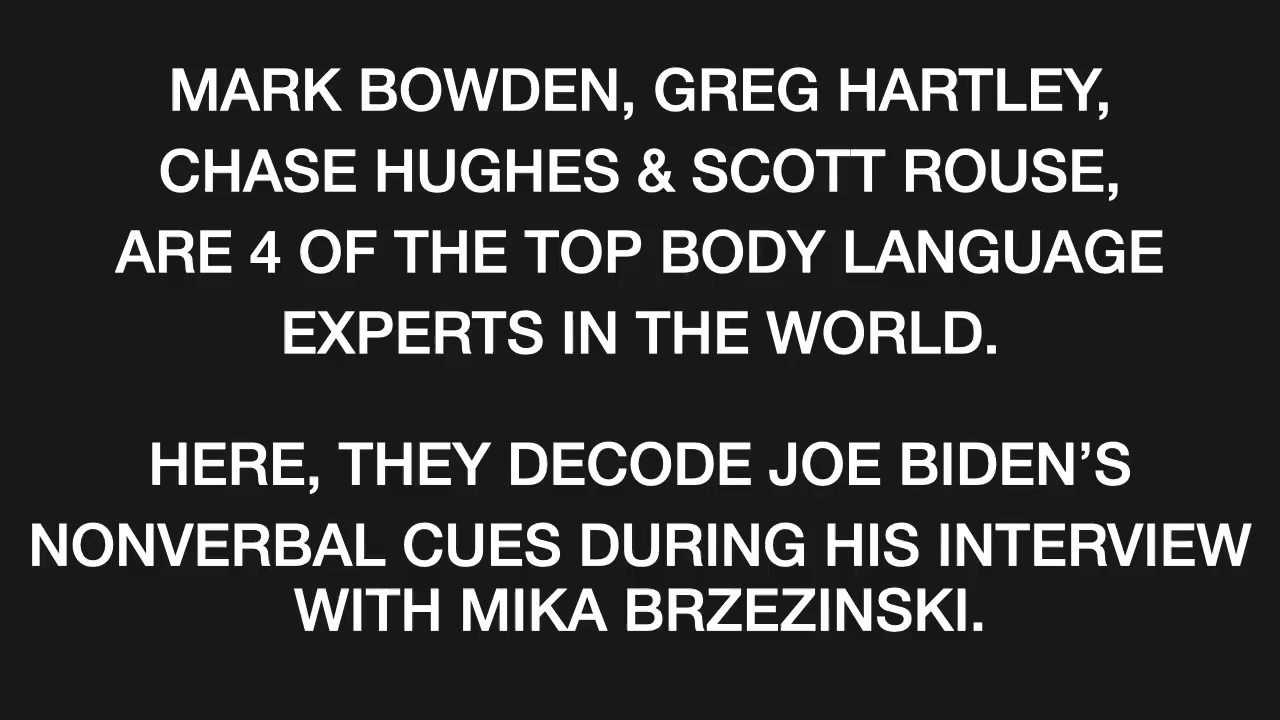 MARK BOWDEN, GREG HARTLEY,
CHASE HUGHES & SCOTT ROUSE,
ARE 4 OF THE TOP BODY LANGUAGE
EXPERTS IN THE WORLD.
HERE, THEY DECODE JOE BIDEN’S
NONVERBAL CUES DURING HIS INTERVIEW
WITH MIKA BRZEZINSKI.